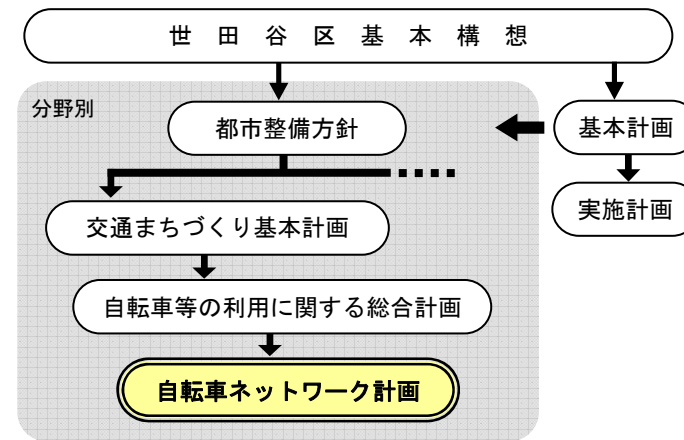 世田谷区基本構想
分野別
都市整備方針
基本計画
実施計画
交通まちづくり基本計画
自転車等の利用に関する総合計画
自転車ネットワーク計画